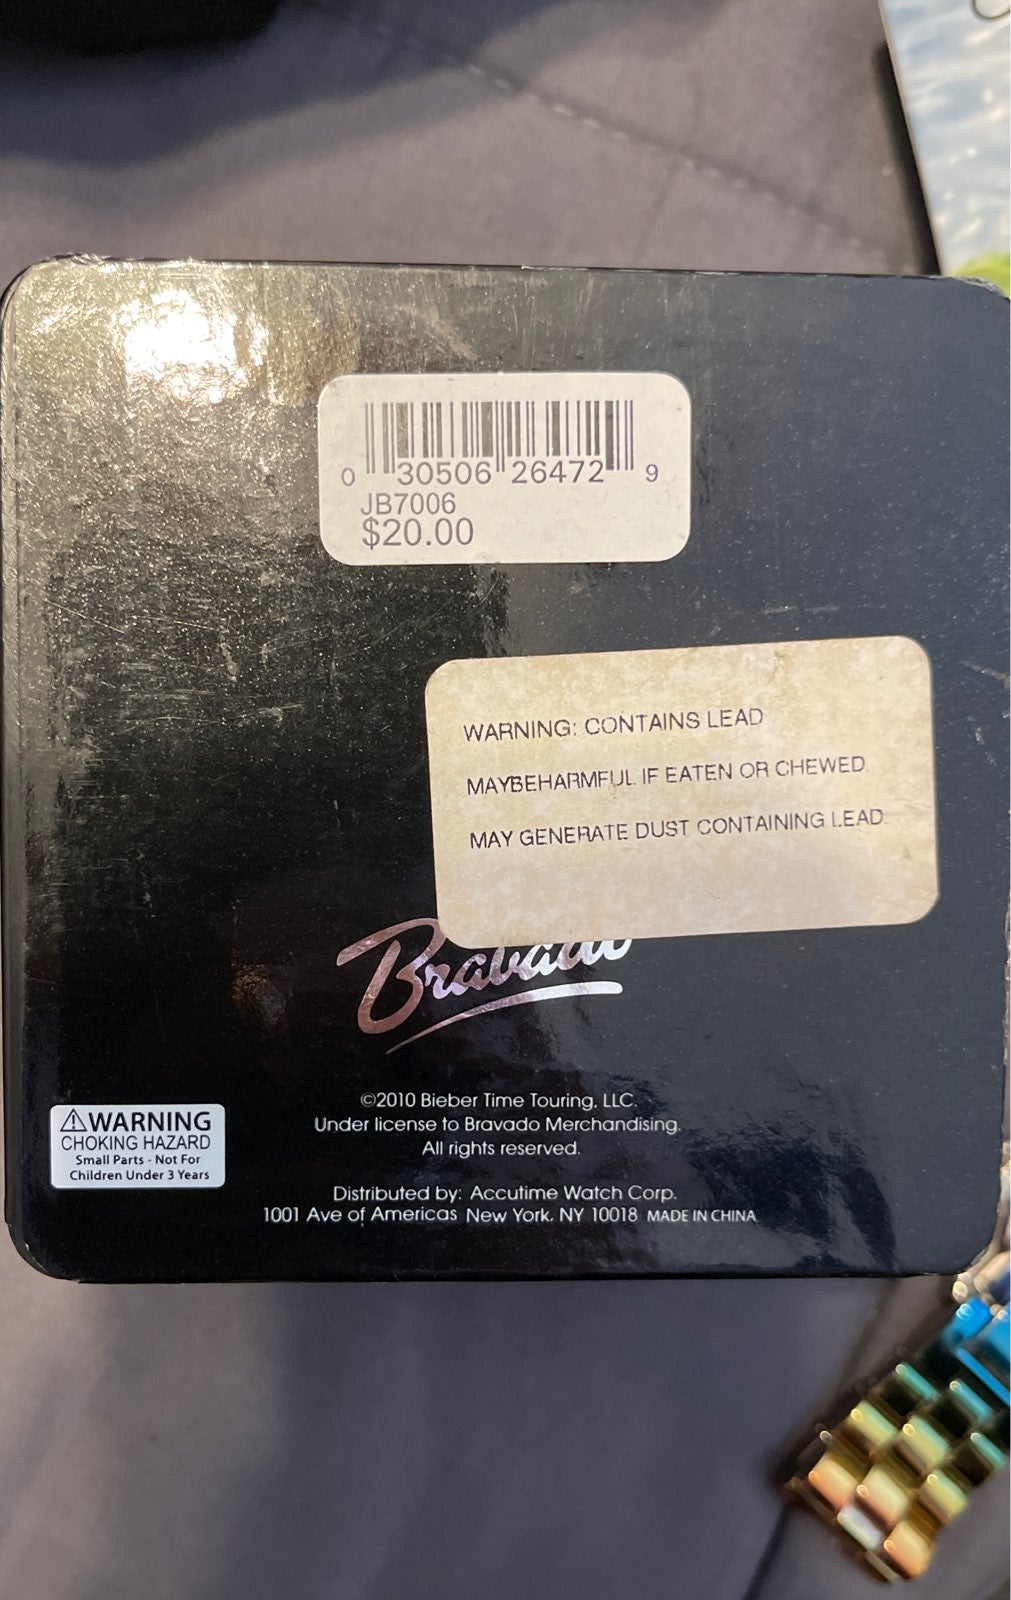 0 30506 26472 9
JB7006
$20.00
WARNING: CONTAINS LEAD
MAYBEHARMFUL IF EATEN OR CHEWED.
MAY GENERATE DUST CONTAINING LEAD.
Bravado
©2010 Bieber Time Touring, LLC.
Under license to Bravado Merchandising.
All rights reserved.
⚠WARNING
CHOKING HAZARD
Small Parts - Not For
Children Under 3 Years
Distributed by: Accutime Watch Corp.
1001 Ave of Americas New York, NY 10018 MADE IN CHINA